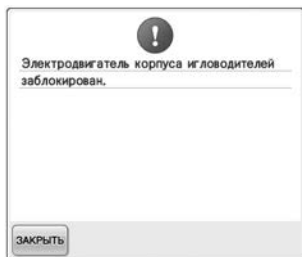 Электродвигатель корпуса игловодителей
заблокирован.
ЗАКРЫТЬ